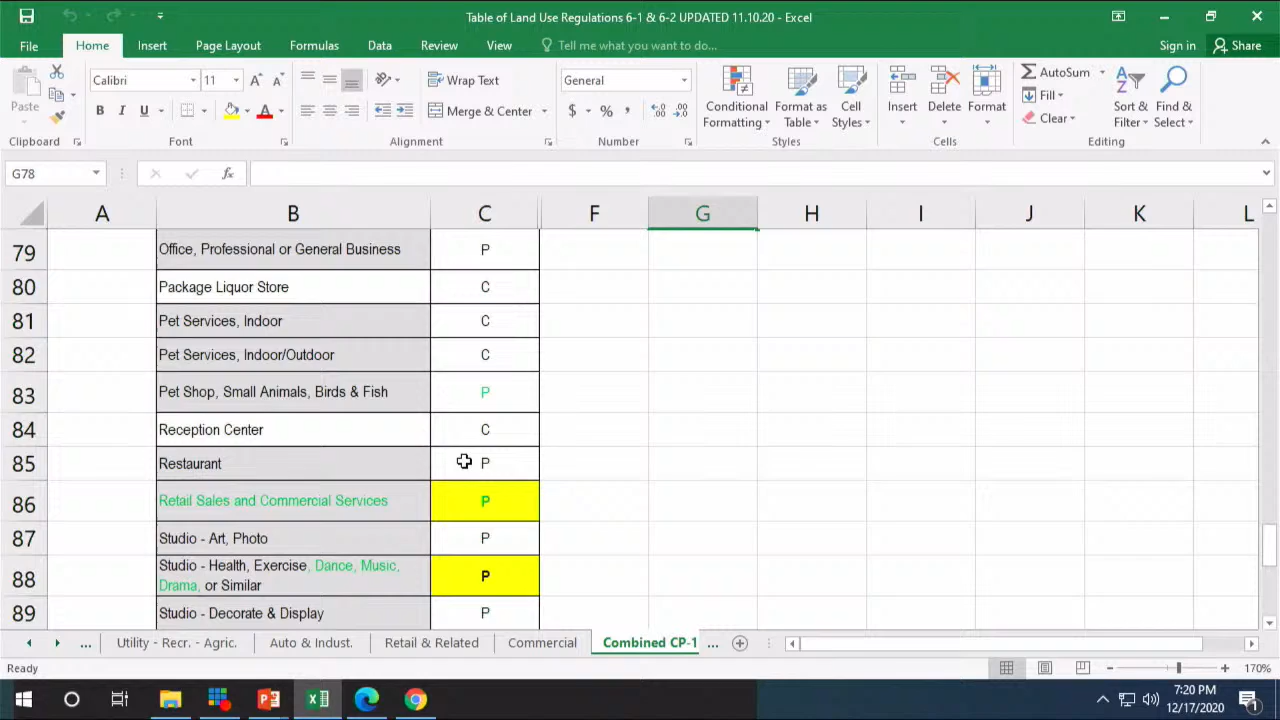 Table of Land Use Regulations 6-1 & 6-2 UPDATED 11.10.20 - Excel
File Home Insert Page Layout Formulas Data Review View Tell me what you want to do... Sign in Share
Paste
Calibri 11
B I U
Wrap Text
Merge & Center
General
$ % ,
Conditional Formatting
Format as Table
Cell Styles
Insert
Delete
Format
AutoSum
Fill
Clear
Sort & Filter
Find & Select
Clipboard Font Alignment Number Styles Cells Editing
G78 fx
A B C F G H I J K L
79 Office, Professional or General Business P
80 Package Liquor Store C
81 Pet Services, Indoor C
82 Pet Services, Indoor/Outdoor C
83 Pet Shop, Small Animals, Birds & Fish P
84 Reception Center C
85 Restaurant P
86 Retail Sales and Commercial Services P
87 Studio - Art, Photo P
88 Studio - Health, Exercise, Dance, Music, P
Drama, or Similar
89 Studio - Decorate & Display P
... Utility - Recr. - Agric. Auto & Indust. Retail & Related Commercial Combined CP-1 ...
Ready 170%
7:20 PM
12/17/2020
1